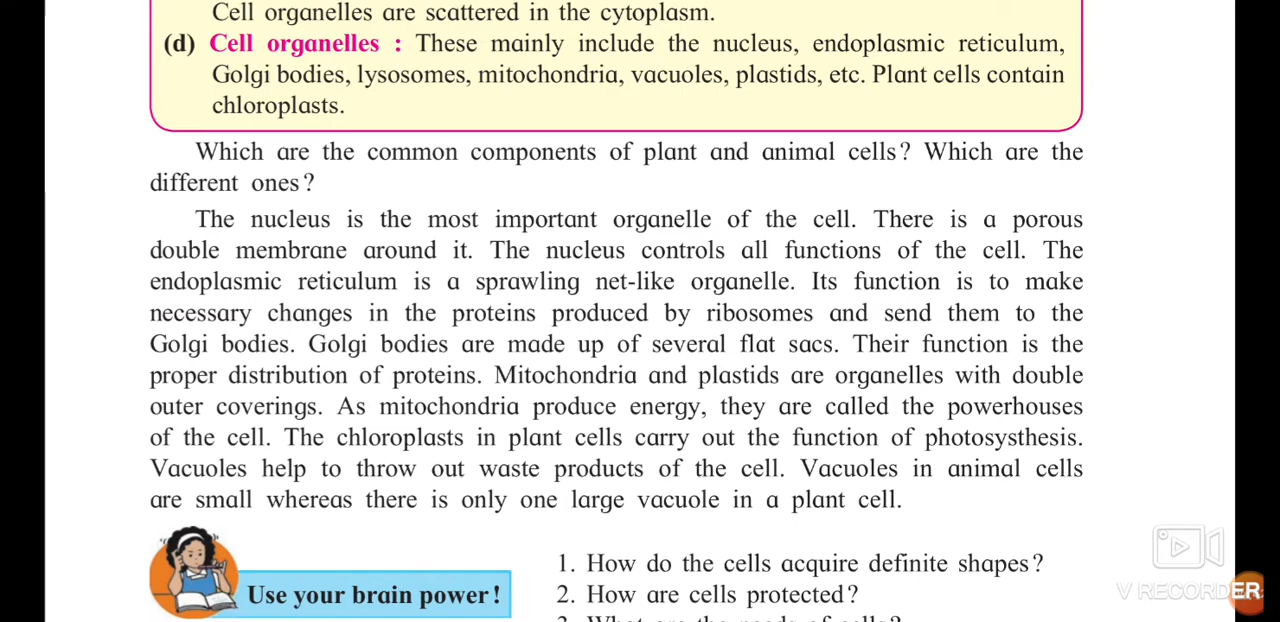 Cell organelles are scattered in the cytoplasm.
(d) Cell organelles : These mainly include the nucleus, endoplasmic reticulum,
Golgi bodies, lysosomes, mitochondria, vacuoles, plastids, etc. Plant cells contain
chloroplasts.
Which are the common components of plant and animal cells? Which are the
different ones?
The nucleus is the most important organelle of the cell. There is a porous
double membrane around it. The nucleus controls all functions of the cell. The
endoplasmic reticulum is a sprawling net-like organelle. Its function is to make
necessary changes in the proteins produced by ribosomes and send them to the
Golgi bodies. Golgi bodies are made up of several flat sacs. Their function is the
proper distribution of proteins. Mitochondria and plastids are organelles with double
outer coverings. As mitochondria produce energy, they are called the powerhouses
of the cell. The chloroplasts in plant cells carry out the function of photosysthesis.
Vacuoles help to throw out waste products of the cell. Vacuoles in animal cells
are small whereas there is only one large vacuole in a plant cell.
Use your brain power!
1. How do the cells acquire definite shapes?
2. How are cells protected?
3. What are the needs of cells?
V RECORDER